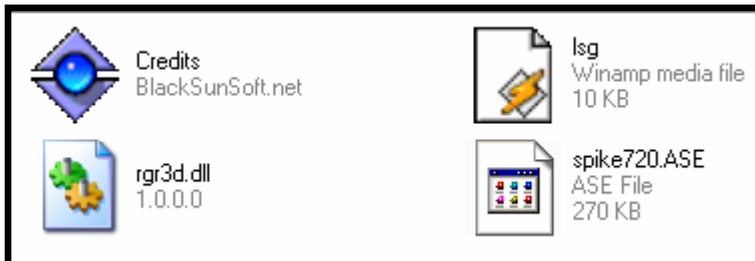 Credits
BlackSunSoft.net
lsg
Winamp media file
10 KB
rgr3d.dll
1.0.0.0
spike720.ASE
ASE File
270 KB